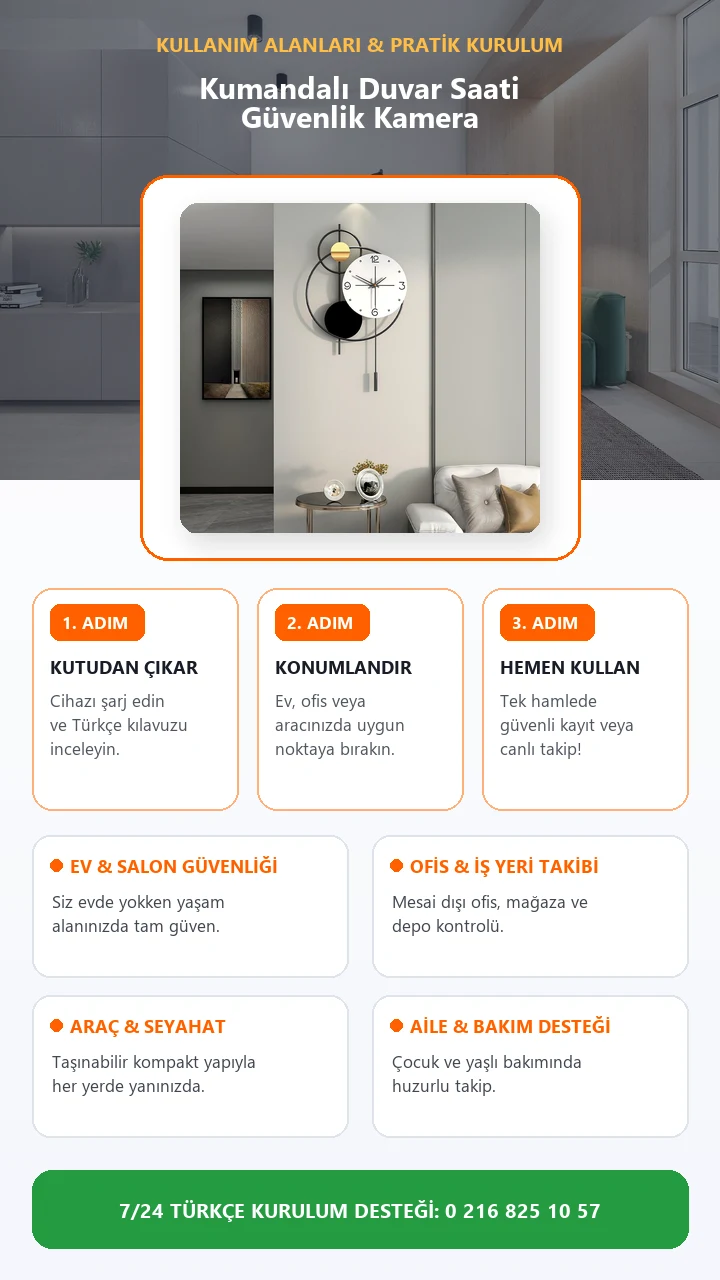 KULLANIM ALANLARI & PRATİK KURULUM
Kumandalı Duvar Saati
Güvenlik Kamera
12
9
3
6
1. ADIM
KUTUDAN ÇIKAR
Cihazı şarj edin
ve Türkçe kılavuzu
inceleyin.
2. ADIM
KONUMLANDIR
Ev, ofis veya
aracınızda uygun
noktaya bırakın.
3. ADIM
HEMEN KULLAN
Tek hamlede
güvenli kayıt veya
canlı takip!
EV & SALON GÜVENLİĞİ
Siz evde yokken yaşam
alanınızda tam güven.
OFİS & İŞ YERİ TAKİBİ
Mesai dışı ofis, mağaza ve
depo kontrolü.
ARAÇ & SEYAHAT
Taşınabilir kompakt yapıyla
her yerde yanınızda.
AİLE & BAKIM DESTEĞİ
Çocuk ve yaşlı bakımında
huzurlu takip.
7/24 TÜRKÇE KURULUM DESTEĞİ: 0 216 825 10 57